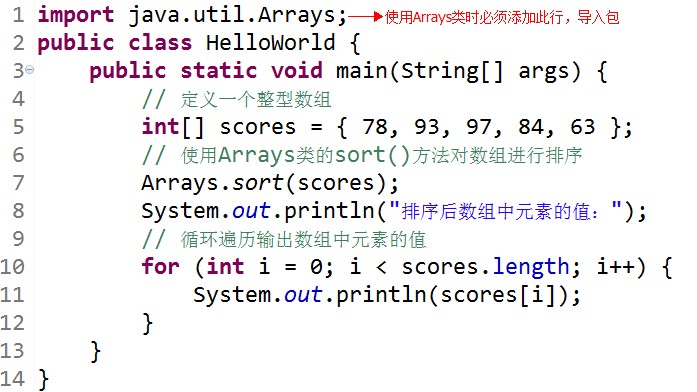 1 import java.util.Arrays; 使用Arrays类时必须添加此行，导入包
2 public class HelloWorld {
3     public static void main(String[] args) {
4         // 定义一个整型数组
5         int[] scores = { 78, 93, 97, 84, 63 };
6         // 使用Arrays类的sort()方法对数组进行排序
7         Arrays.sort(scores);
8         System.out.println("排序后数组中元素的值：");
9         // 循环遍历输出数组中元素的值
10         for (int i = 0; i < scores.length; i++) {
11             System.out.println(scores[i]);
12         }
13     }
14 }